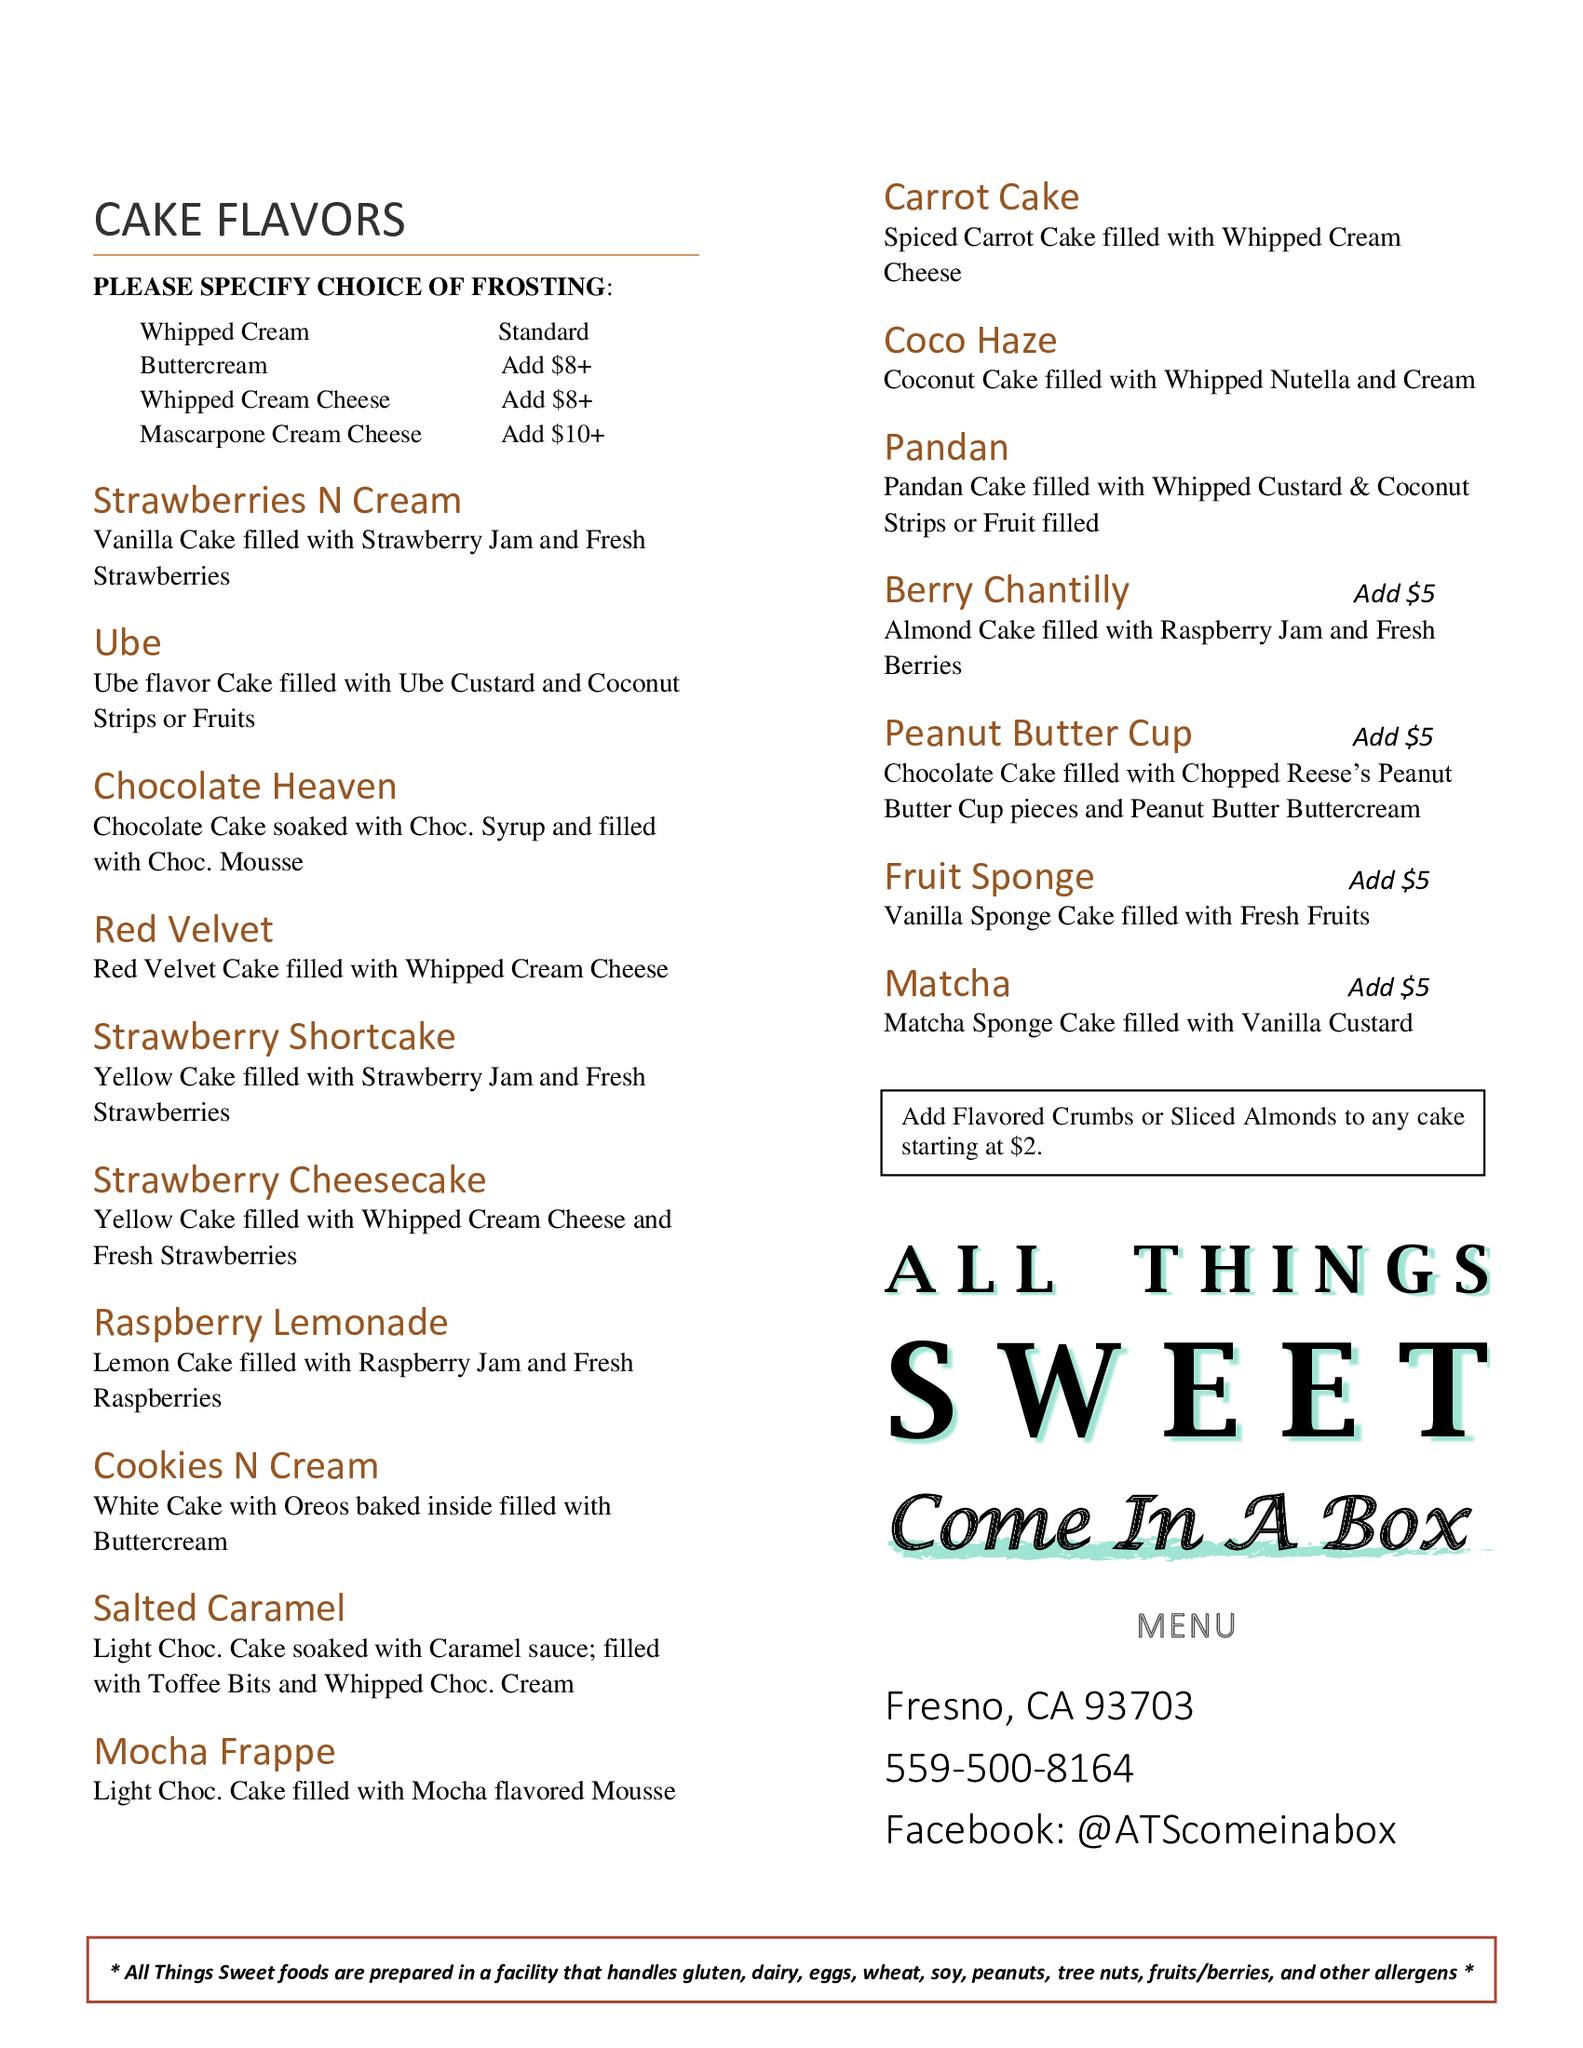 CAKE FLAVORS
PLEASE SPECIFY CHOICE OF FROSTING:
Whipped Cream Standard
Buttercream Add $8+
Whipped Cream Cheese Add $8+
Mascarpone Cream Cheese Add $10+
Strawberries N Cream
Vanilla Cake filled with Strawberry Jam and Fresh
Strawberries
Ube
Ube flavor Cake filled with Ube Custard and Coconut
Strips or Fruits
Chocolate Heaven
Chocolate Cake soaked with Choc. Syrup and filled
with Choc. Mousse
Red Velvet
Red Velvet Cake filled with Whipped Cream Cheese
Strawberry Shortcake
Yellow Cake filled with Strawberry Jam and Fresh
Strawberries
Strawberry Cheesecake
Yellow Cake filled with Whipped Cream Cheese and
Fresh Strawberries
Raspberry Lemonade
Lemon Cake filled with Raspberry Jam and Fresh
Raspberries
Cookies N Cream
White Cake with Oreos baked inside filled with
Buttercream
Salted Caramel
Light Choc. Cake soaked with Caramel sauce; filled
with Toffee Bits and Whipped Choc. Cream
Mocha Frappe
Light Choc. Cake filled with Mocha flavored Mousse
Carrot Cake
Spiced Carrot Cake filled with Whipped Cream
Cheese
Coco Haze
Coconut Cake filled with Whipped Nutella and Cream
Pandan
Pandan Cake filled with Whipped Custard & Coconut
Strips or Fruit filled
Berry Chantilly Add $5
Almond Cake filled with Raspberry Jam and Fresh
Berries
Peanut Butter Cup Add $5
Chocolate Cake filled with Chopped Reese’s Peanut
Butter Cup pieces and Peanut Butter Buttercream
Fruit Sponge Add $5
Vanilla Sponge Cake filled with Fresh Fruits
Matcha Add $5
Matcha Sponge Cake filled with Vanilla Custard
Add Flavored Crumbs or Sliced Almonds to any cake
starting at $2.
ALL THINGS
SWEET
Come In A Box
MENU
Fresno, CA 93703
559-500-8164
Facebook: @ATScomeinabox
* All Things Sweet foods are prepared in a facility that handles gluten, dairy, eggs, wheat, soy, peanuts, tree nuts, fruits/berries, and other allergens *